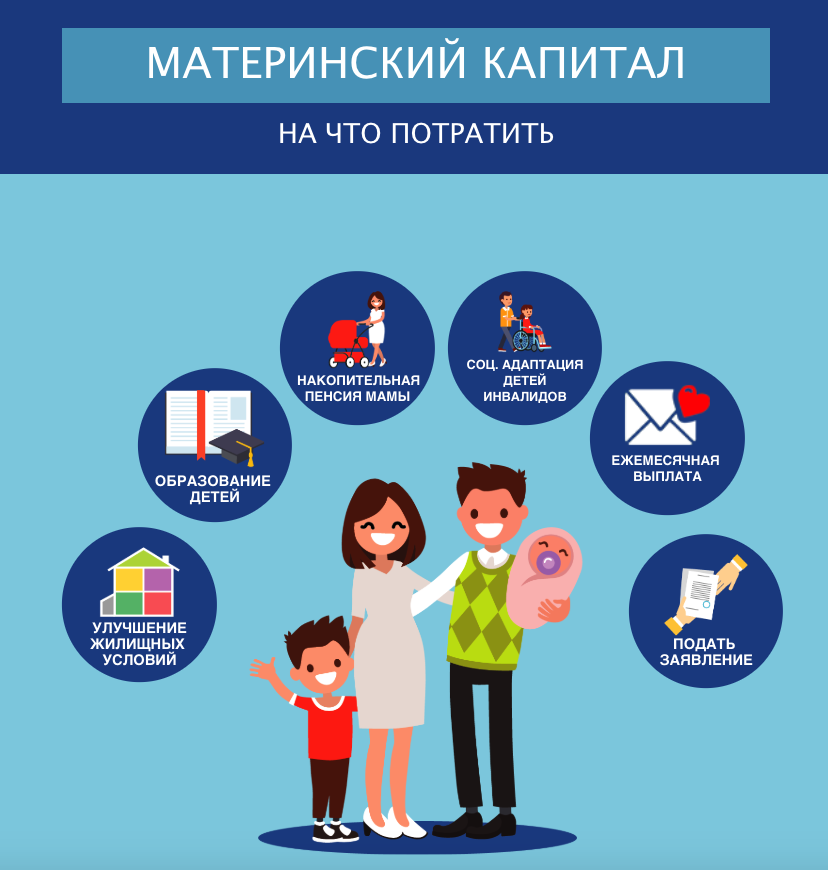 МАТЕРИНСКИЙ КАПИТАЛ
НА ЧТО ПОТРАТИТЬ
НАКОПИТЕЛЬНАЯ
ПЕНСИЯ МАМЫ
СОЦ. АДАПТАЦИЯ
ДЕТЕЙ
ИНВАЛИДОВ
ОБРАЗОВАНИЕ
ДЕТЕЙ
ЕЖЕМЕСЯЧНАЯ
ВЫПЛАТА
УЛУЧШЕНИЕ
ЖИЛИЩНЫХ
УСЛОВИЙ
ПОДАТЬ
ЗАЯВЛЕНИЕ